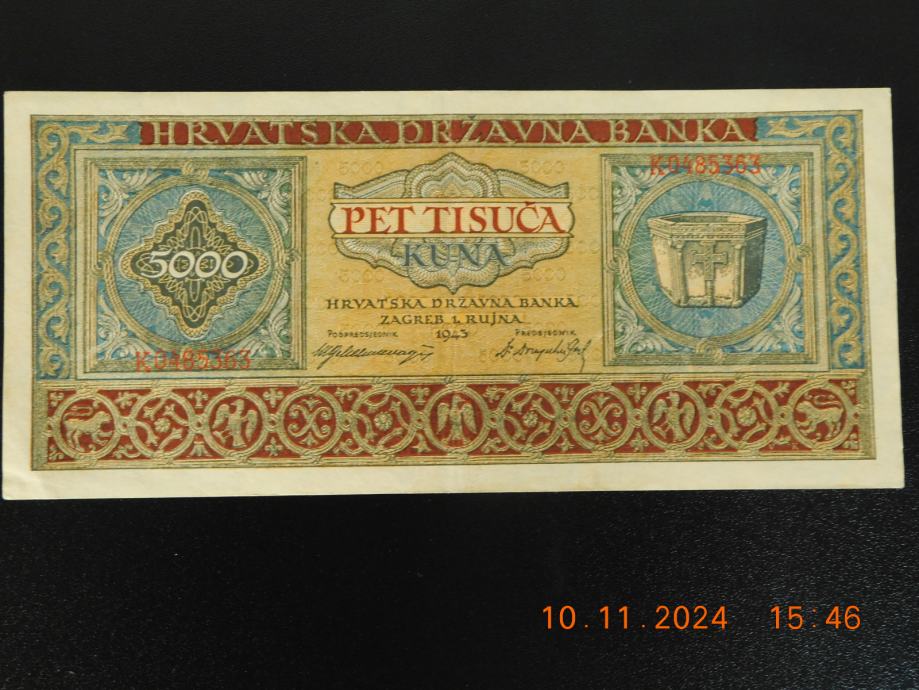 HRVATSKA DRŽAVNA BANKA
K0485363
PET TISUĆA
KUNA
5000
HRVATSKA DRŽAVNA BANKA
ZAGREB 1. RUJNA
PODPREDSJEDNIK 1943 PREDSJEDNIK
K0485363
10.11.2024 15:46